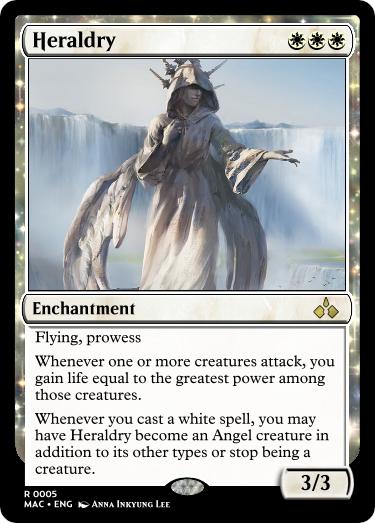 Heraldry
Enchantment
Flying, prowess
Whenever one or more creatures attack, you
gain life equal to the greatest power among
those creatures.
Whenever you cast a white spell, you may
have Heraldry become an Angel creature in
addition to its other types or stop being a
creature.
3/3
R 0005
MAC • ENG Anna Inkyung Lee